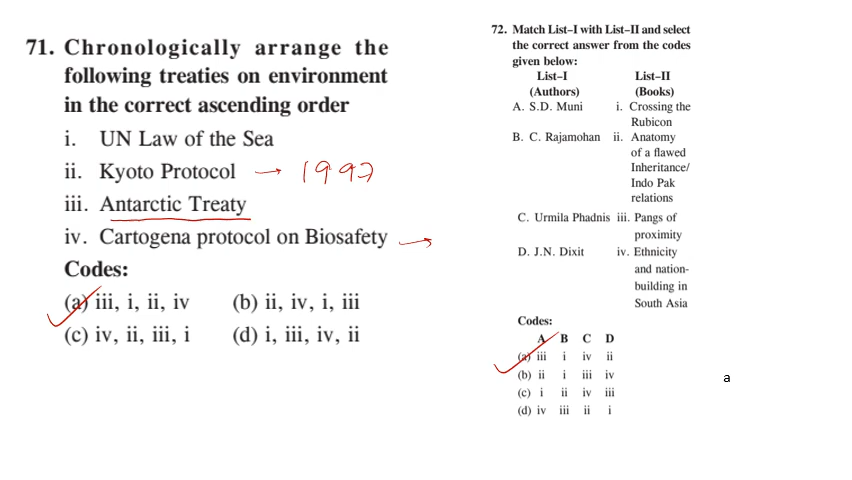 71. Chronologically arrange the
following treaties on environment
in the correct ascending order
i. UN Law of the Sea
ii. Kyoto Protocol → 1997
iii. Antarctic Treaty
iv. Cartogena protocol on Biosafety →
Codes:
(a) iii, i, ii, iv (b) ii, iv, i, iii
(c) iv, ii, iii, i (d) i, iii, iv, ii
72. Match List–I with List–II and select
the correct answer from the codes
given below:
List–I List–II
(Authors) (Books)
A. S.D. Muni i. Crossing the
Rubicon
B. C. Rajamohan ii. Anatomy
of a flawed
Inheritance/
Indo Pak
relations
C. Urmila Phadnis iii. Pangs of
proximity
D. J.N. Dixit iv. Ethnicity
and nation-
building in
South Asia
Codes:
A B C D
(a) iii i iv ii
(b) ii i iii iv
(c) i ii iv iii
(d) iv iii ii i
a